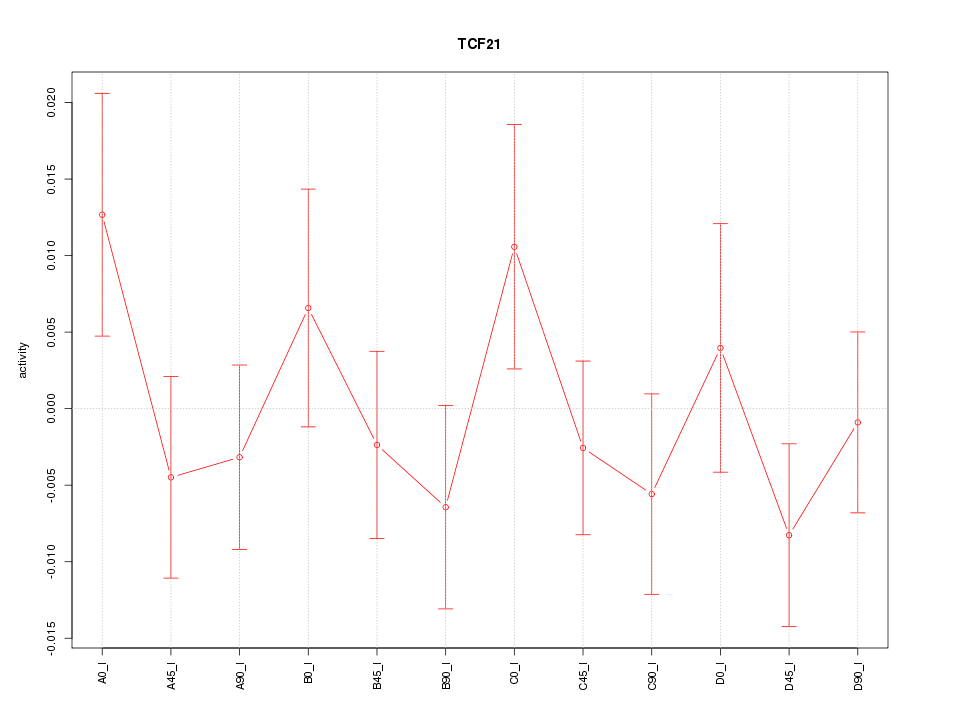 TCF21
activity
0.020
0.015
0.010
0.005
0.000
-0.005
-0.010
-0.015
A0_I
A45_I
A90_I
B0_I
B45_I
B90_I
C0_I
C45_I
C90_I
D0_I
D45_I
D90_I